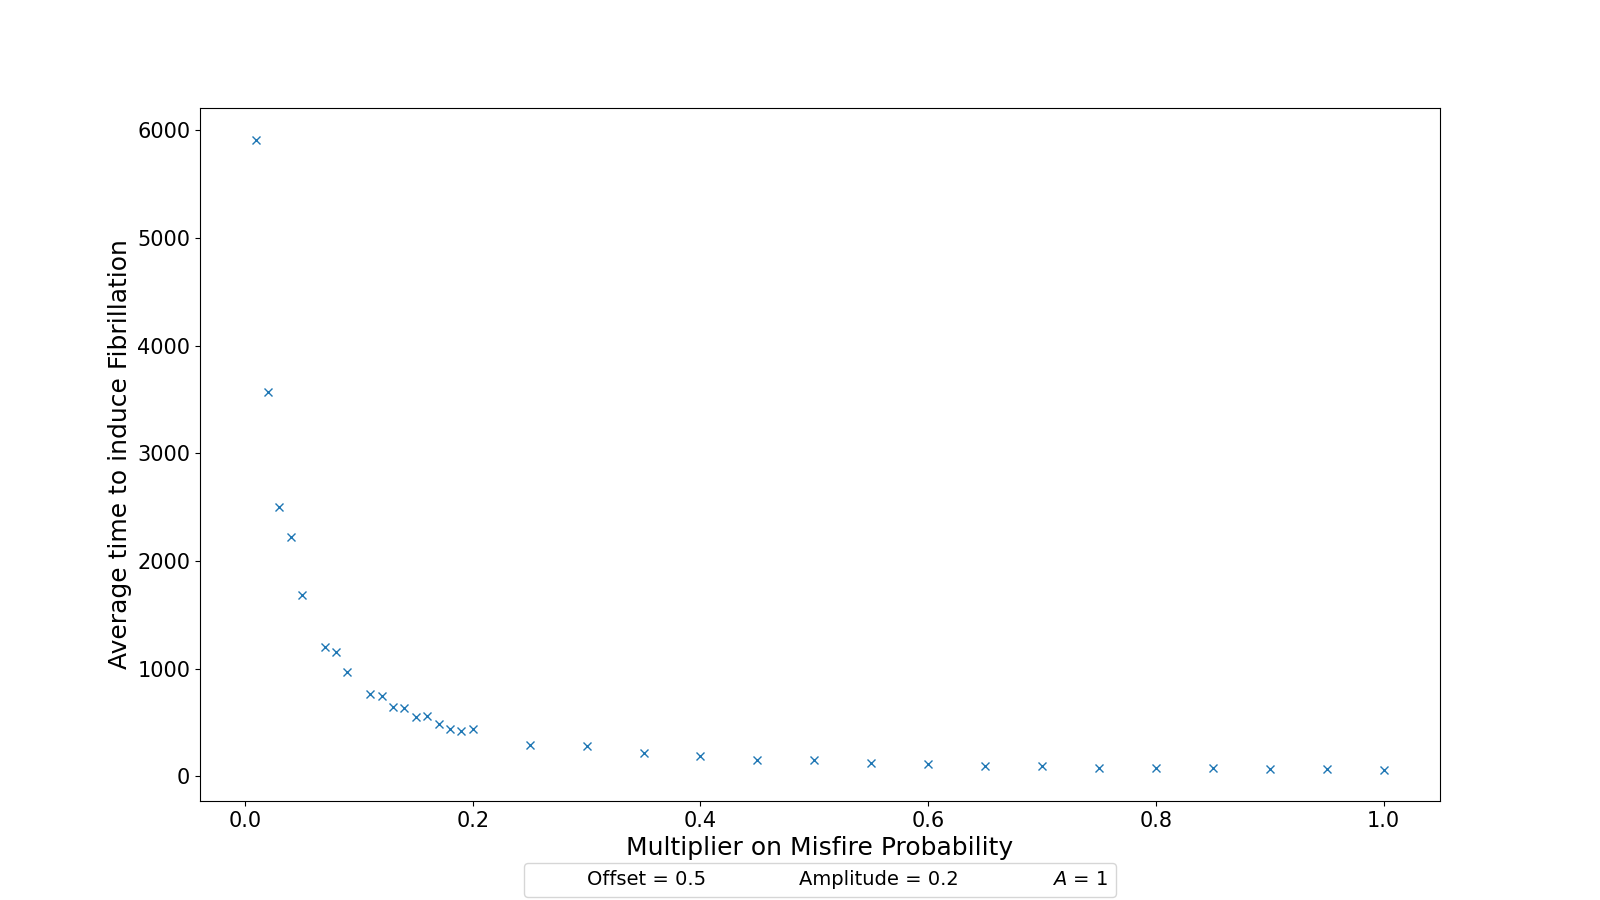 6000
5000
4000
3000
2000
1000
0
Average time to induce Fibrillation
0.0 0.2 0.4 0.6 0.8 1.0
Multiplier on Misfire Probability
Offset = 0.5 Amplitude = 0.2 A = 1